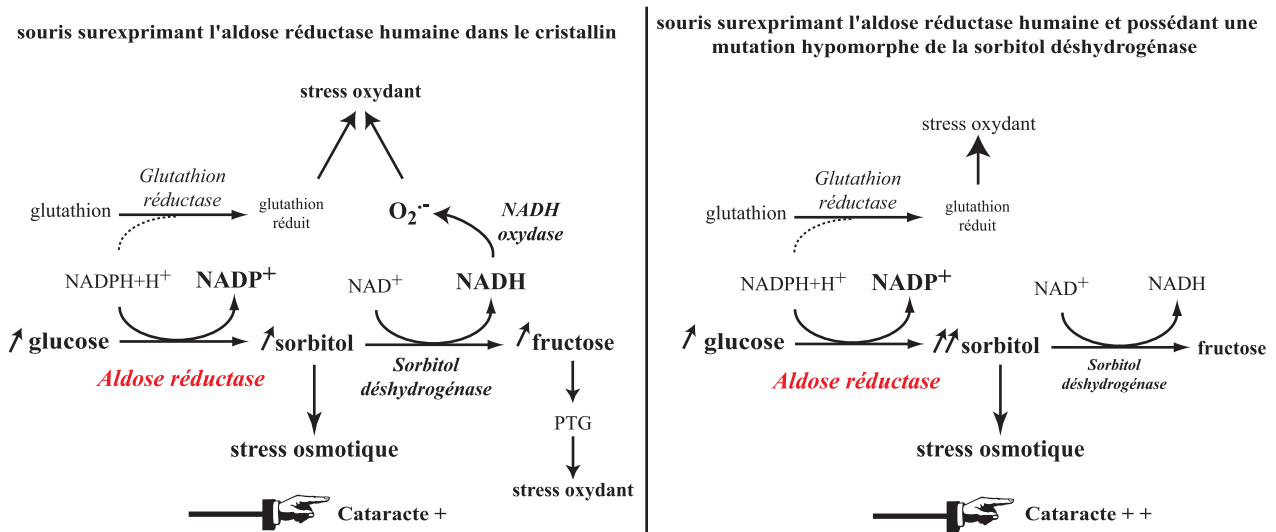 souris surexprimant l'aldose réductase humaine dans le cristallin
stress oxydant
Glutathion
réductase
glutathion
glutathion
réduit
O2·-
NADH
oxydase
NADPH+H+
NADP+
NAD+
NADH
glucose
sorbitol
fructose
Aldose réductase
Sorbitol
déshydrogénase
PTG
stress osmotique
stress oxydant
Cataracte +
souris surexprimant l'aldose réductase humaine et possédant une
mutation hypomorphe de la sorbitol déshydrogénase
stress oxydant
Glutathion
réductase
glutathion
glutathion
réduit
NADPH+H+
NADP+
NAD+
NADH
glucose
sorbitol
fructose
Aldose réductase
Sorbitol
déshydrogénase
stress osmotique
Cataracte + +